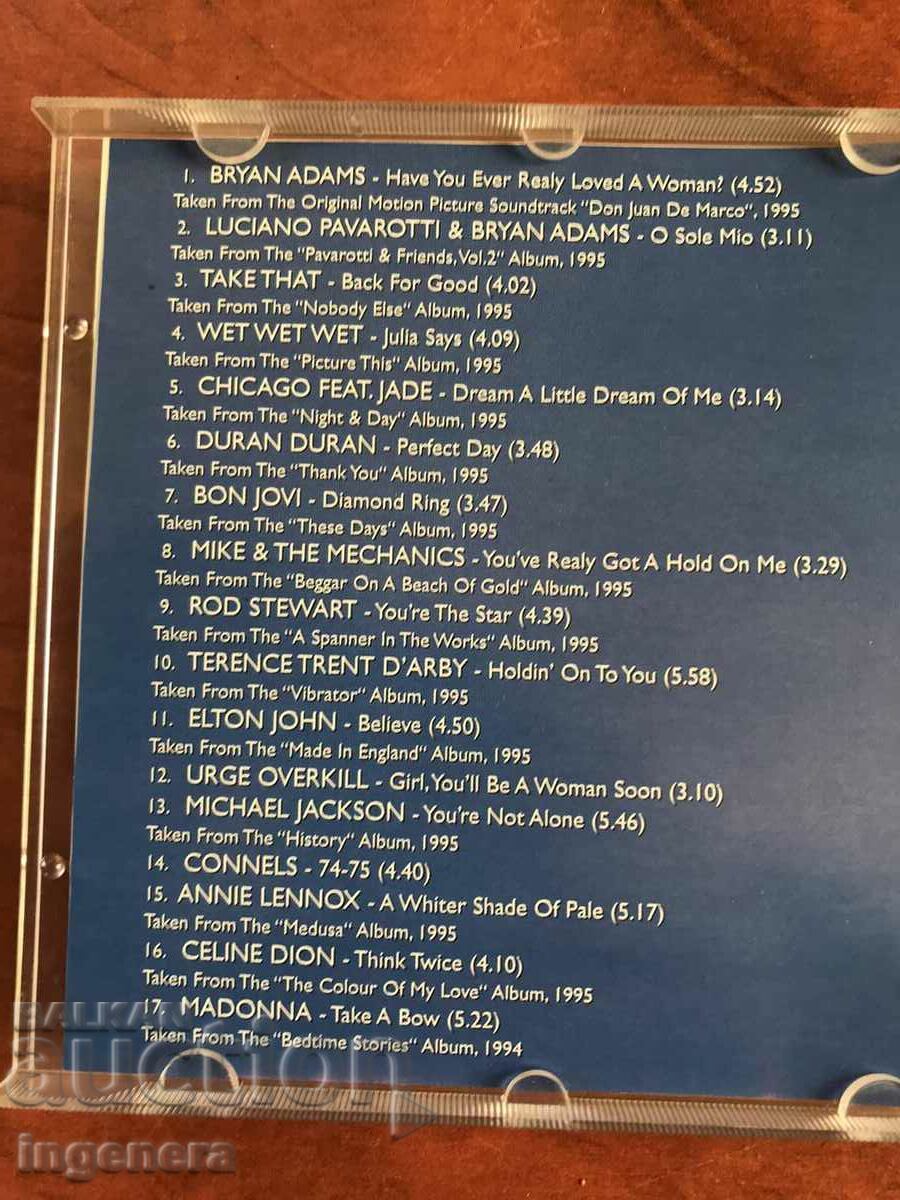 1. BRYAN ADAMS - Have You Ever Realy Loved A Woman? (4.52)
Taken From The Original Motion Picture Soundtrack "Don Juan De Marco", 1995
2. LUCIANO PAVAROTTI & BRYAN ADAMS - O Sole Mio (3.11)
Taken From The "Pavarotti & Friends, Vol.2" Album, 1995
3. TAKE THAT - Back For Good (4.02)
Taken From The "Nobody Else" Album, 1995
4. WET WET WET - Julia Says (4.09)
Taken From The "Picture This" Album, 1995
5. CHICAGO FEAT. JADE - Dream A Little Dream Of Me (3.14)
Taken From The "Night & Day" Album, 1995
6. DURAN DURAN - Perfect Day (3.48)
Taken From The "Thank You" Album, 1995
7. BON JOVI - Diamond Ring (3.47)
Taken From The "These Days" Album, 1995
8. MIKE & THE MECHANICS - You've Realy Got A Hold On Me (3.29)
Taken From The "Beggar On A Beach Of Gold" Album, 1995
9. ROD STEWART - You're The Star (4.39)
Taken From The "A Spanner In The Works" Album, 1995
10. TERENCE TRENT D'ARBY - Holdin' On To You (5.58)
Taken From The "Vibrator" Album, 1995
11. ELTON JOHN - Believe (4.50)
Taken From The "Made In England" Album, 1995
12. URGE OVERKILL - Girl, You'll Be A Woman Soon (3.10)
13. MICHAEL JACKSON - You're Not Alone (5.46)
Taken From The "History" Album, 1995
14. CONNELS - 74-75 (4.40)
15. ANNIE LENNOX - A Whiter Shade Of Pale (5.17)
Taken From The "Medusa" Album, 1995
16. CELINE DION - Think Twice (4.10)
Taken From The "The Colour Of My Love" Album, 1995
17. MADONNA - Take A Bow (5.22)
Taken From The "Bedtime Stories" Album, 1994
BALKAN
auction
ingenera